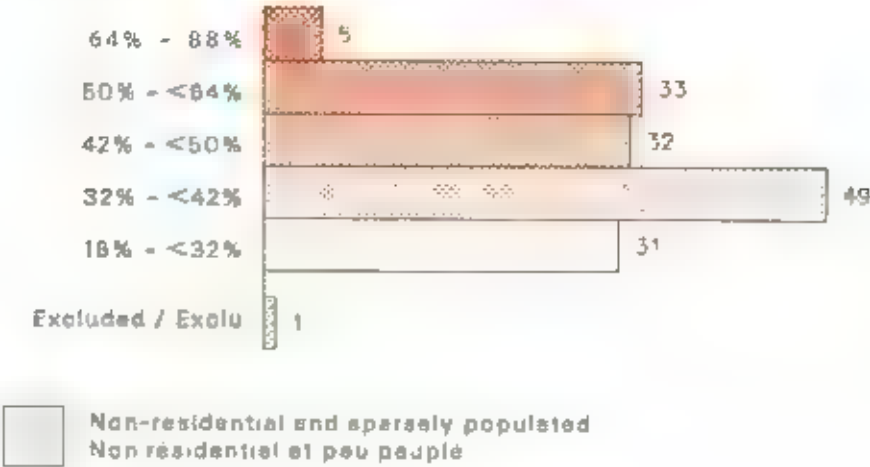 64% - 88% 5
50% - <64% 33
42% - <50% 32
32% - <42% 49
18% - <32% 31
Excluded / Exclu 1
Non-residential and sparsely populated
Non résidentiel et peu peuplé